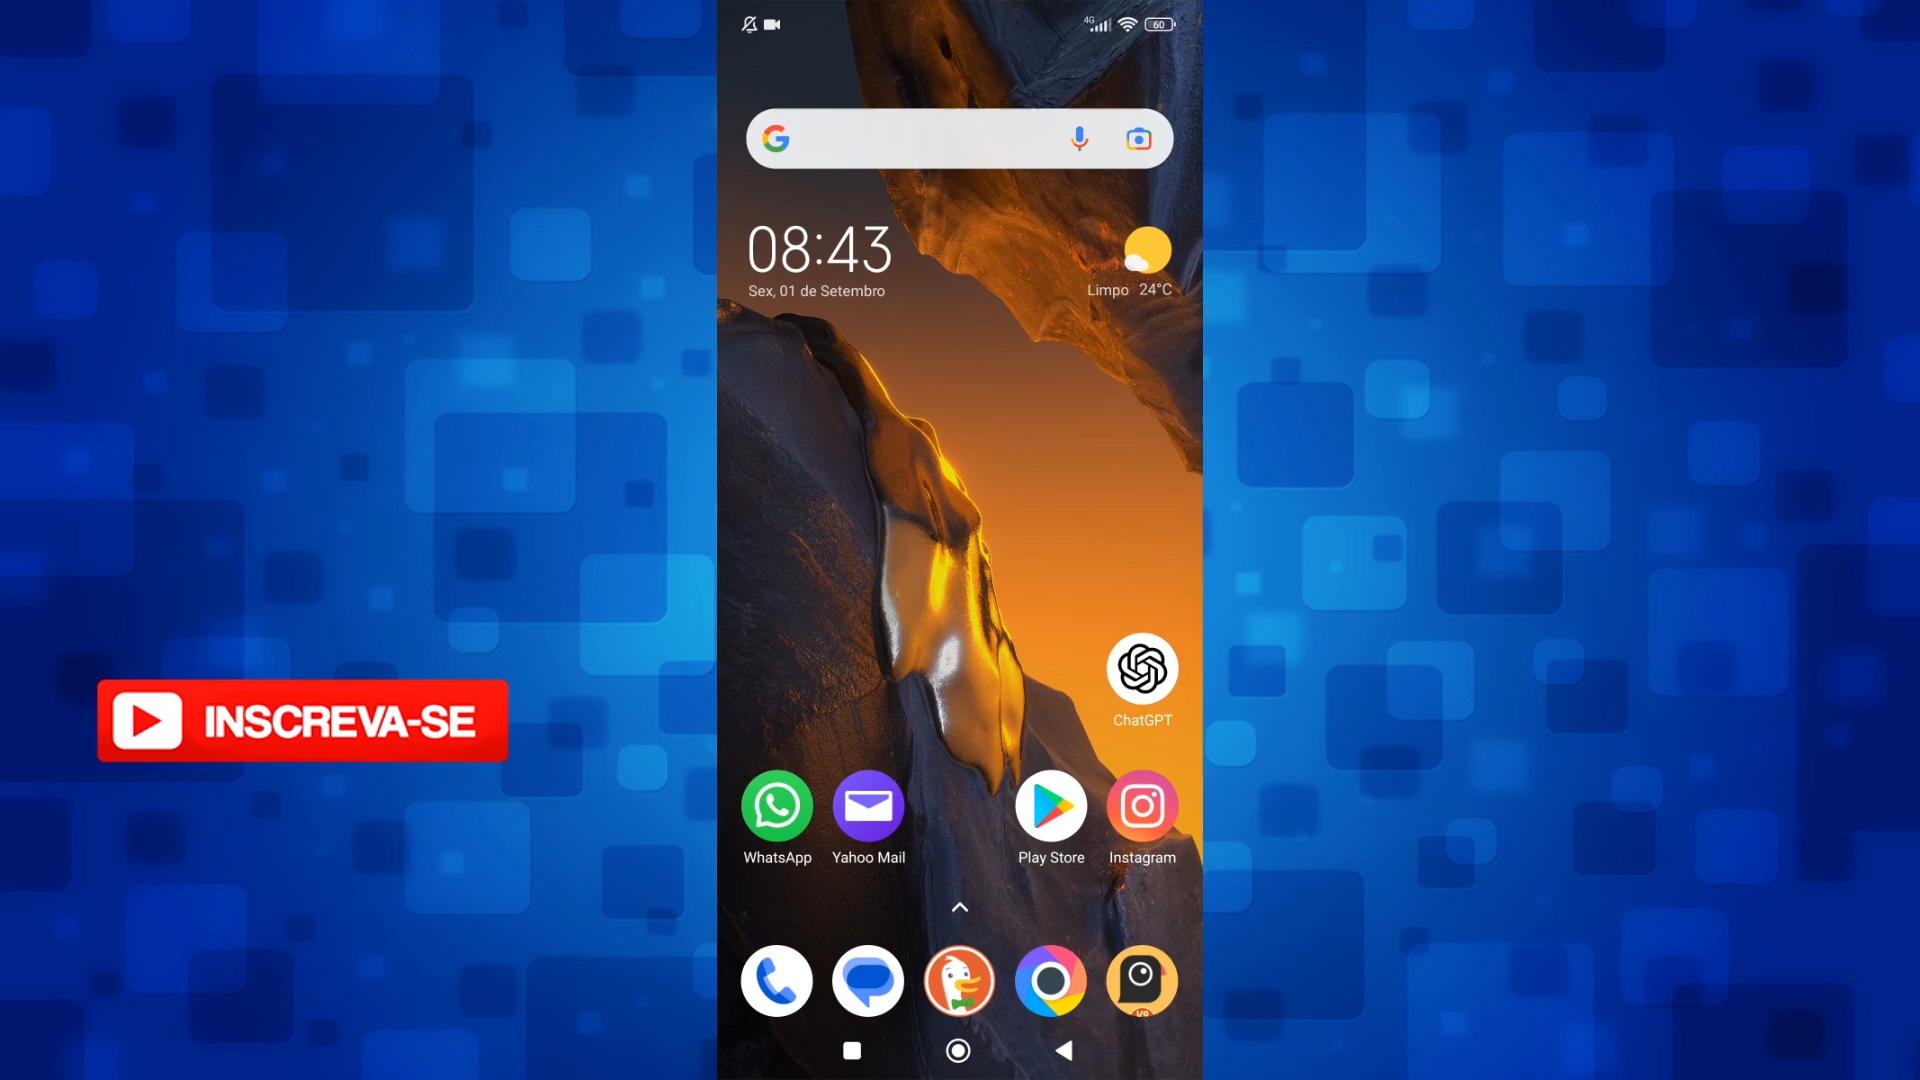 4G
60
08:43
Sex, 01 de Setembro
Limpo 24°C
INSCREVA-SE
ChatGPT
WhatsApp
Yahoo Mail
Play Store
Instagram